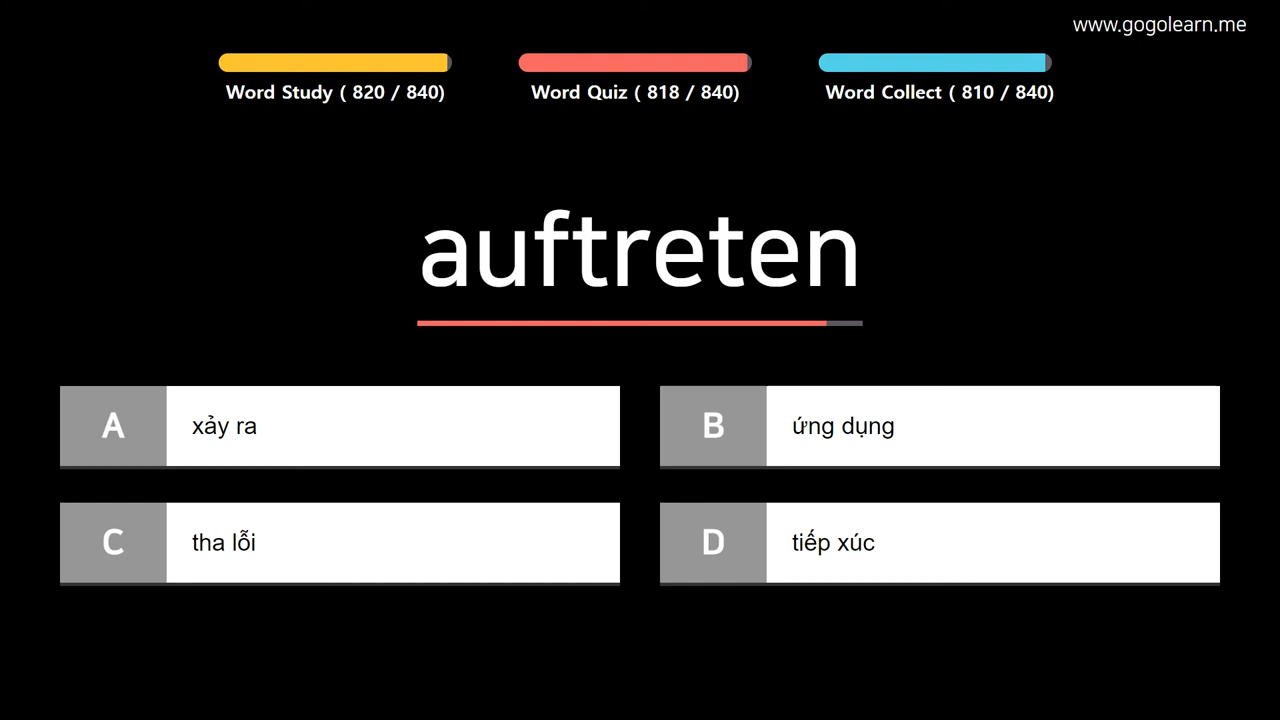 www.gogolearn.me
Word Study ( 820 / 840)
Word Quiz ( 818 / 840)
Word Collect ( 810 / 840)
auftreten
A xảy ra
B ứng dụng
C tha lỗi
D tiếp xúc